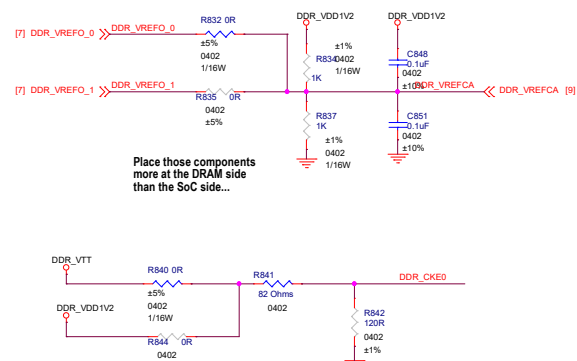 DDR_VDD1V2
DDR_VDD1V2
[7] DDR_VREFO_0
DDR_VREFO_0
R832 0R
±5%
0402
1/16W
R834
1K
±1%
0402
1/16W
C848
0.1uF
0402
±10%
DDR_VREFCA
DDR_VREFCA [9]
[7] DDR_VREFO_1
DDR_VREFO_1
R835 0R
0402
±5%
R837
1K
±1%
0402
1/16W
C851
0.1uF
0402
±10%
Place those components
more at the DRAM side
than the SoC side...
DDR_VTT
R840 0R
±5%
0402
1/16W
R841
82 Ohms
0402
DDR_CKE0
DDR_VDD1V2
R844 0R
0402
R842
120R
0402
±1%